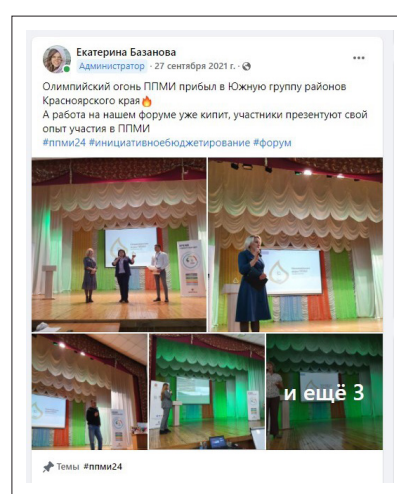 Екатерина Базанова
Администратор · 27 сентября 2021 г. ·
Олимпийский огонь ППМИ прибыл в Южную группу районов
Красноярского края🔥
А работа на нашем форуме уже кипит, участники презентуют свой
опыт участия в ППМИ
#ппми24 #инициативноебюджетирование #форум
и ещё 3
Темы #ппми24